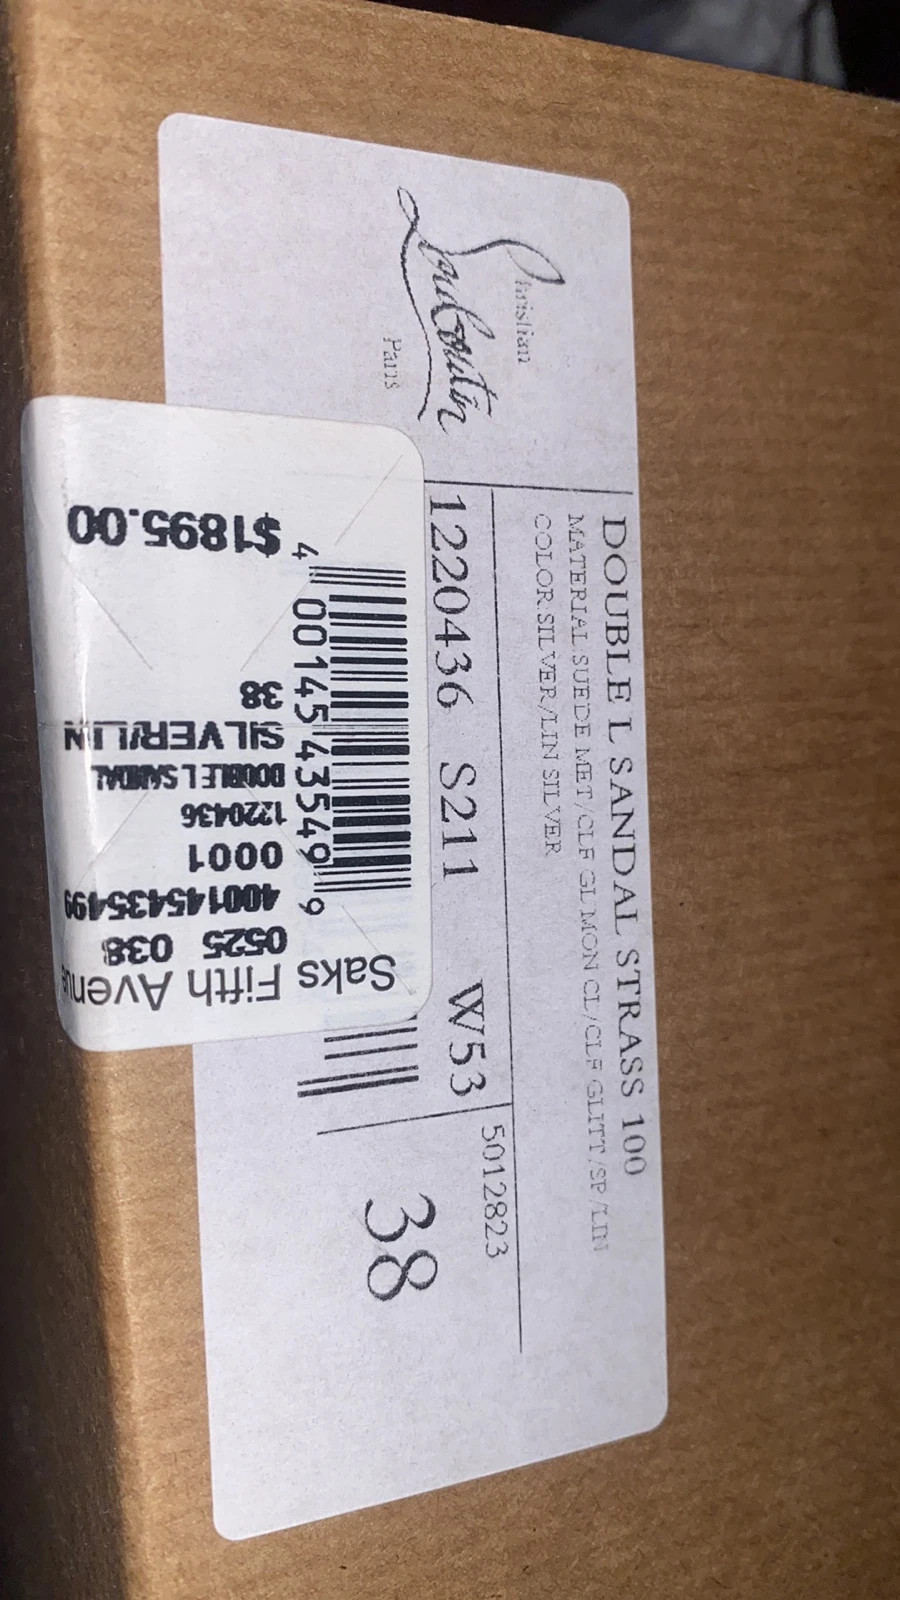 Christian
Louboutin
Paris
DOUBLE L SANDAL STRASS 100
MATERIAL SUEDE MET/CLF GL MON CL/CLF GLITT/SP/LIN
COLOR SILVER/LIN SILVER
1220436 S211 W53
5012823
38
Saks Fifth Avenu
0525 038
400145435499
0001
1220436
DOUBLE L SANDAL
SILVER/LIN
38
$1895.00
4 00145 43549 9